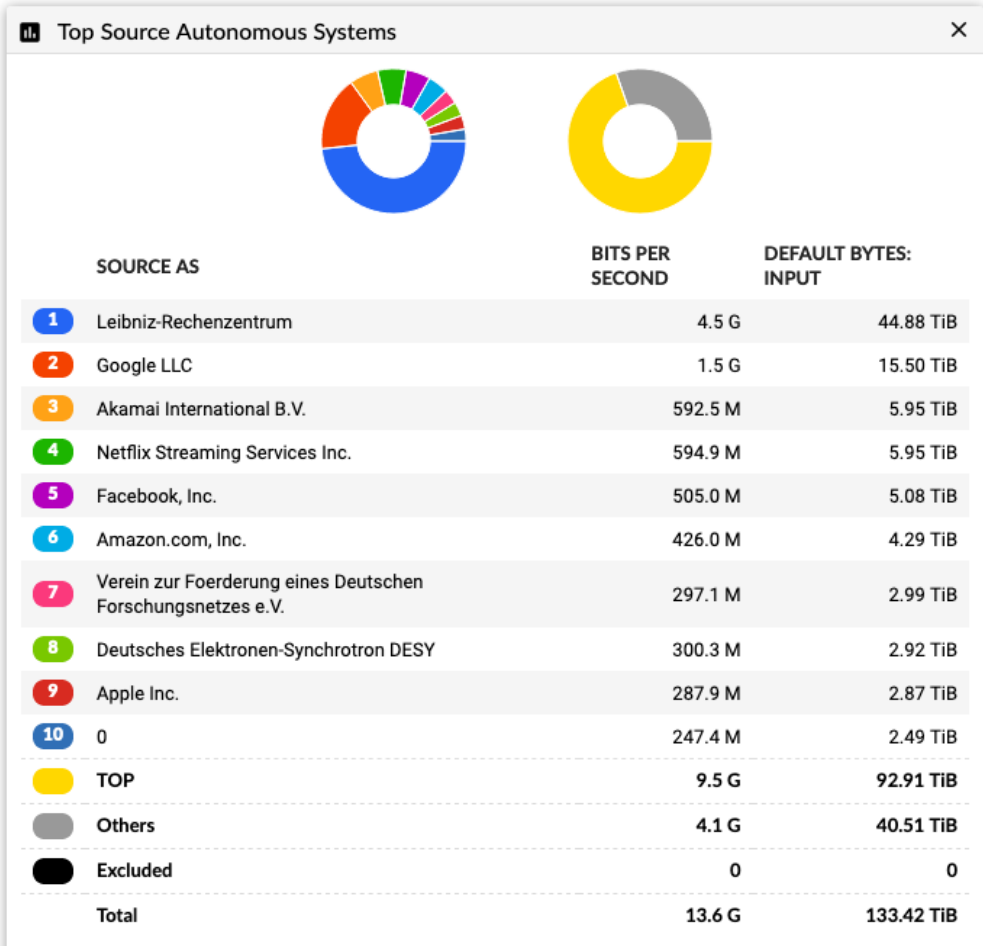 Top Source Autonomous Systems
SOURCE AS BITS PER SECOND DEFAULT BYTES: INPUT
1 Leibniz-Rechenzentrum 4.5 G 44.88 TiB
2 Google LLC 1.5 G 15.50 TiB
3 Akamai International B.V. 592.5 M 5.95 TiB
4 Netflix Streaming Services Inc. 594.9 M 5.95 TiB
5 Facebook, Inc. 505.0 M 5.08 TiB
6 Amazon.com, Inc. 426.0 M 4.29 TiB
7 Verein zur Foerderung eines Deutschen Forschungsnetzes e.V. 297.1 M 2.99 TiB
8 Deutsches Elektronen-Synchrotron DESY 300.3 M 2.92 TiB
9 Apple Inc. 287.9 M 2.87 TiB
10 0 247.4 M 2.49 TiB
TOP 9.5 G 92.91 TiB
Others 4.1 G 40.51 TiB
Excluded 0 0
Total 13.6 G 133.42 TiB